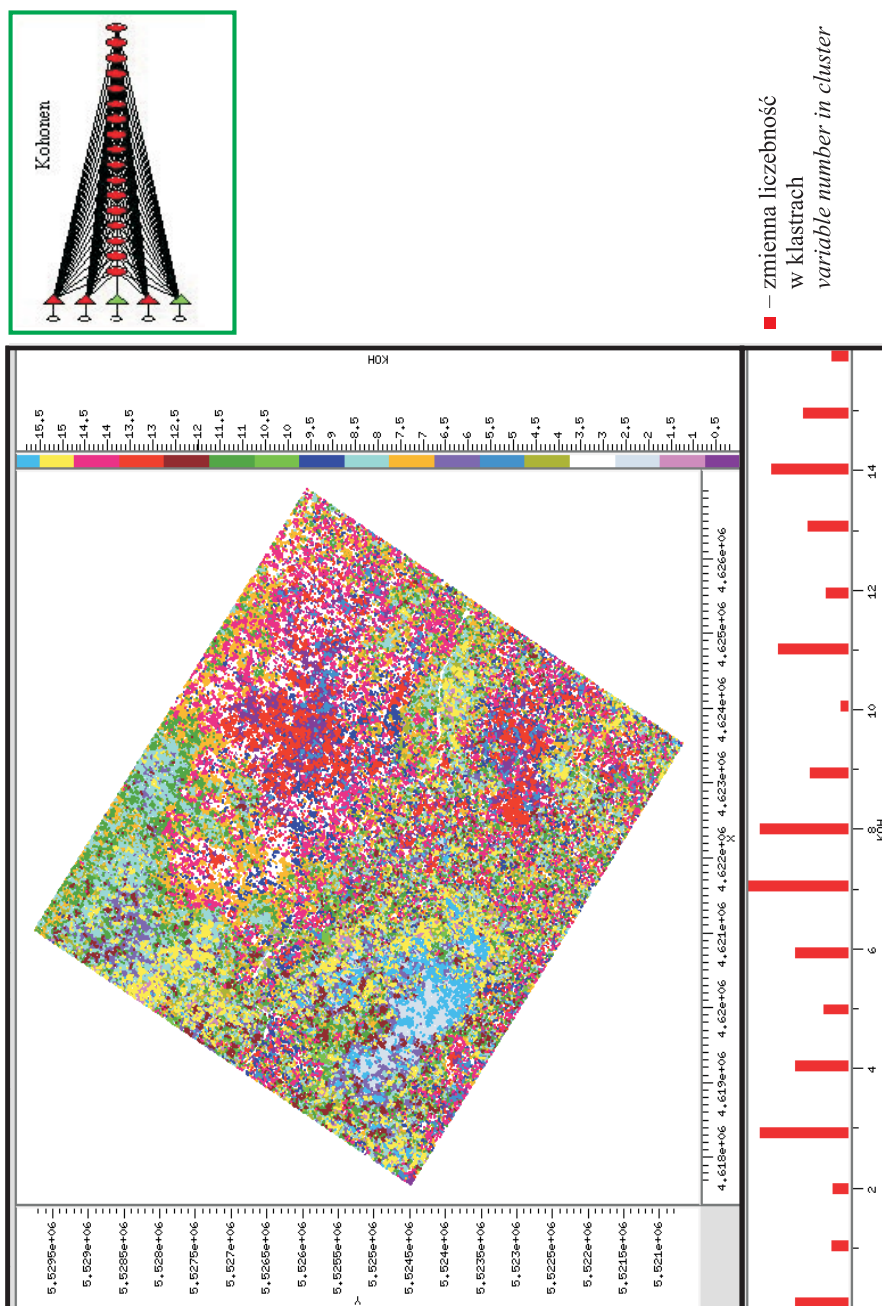 Kohonen
KOH
15.5
15
14.5
14
13.5
13
12.5
12
11.5
11
10.5
10
9.5
9
8.5
8
7.5
7
6.5
6
5.5
5
4.5
4
3.5
3
2.5
2
1.5
1
0.5
Y
5.5295e+06
5.529e+06
5.5285e+06
5.528e+06
5.5275e+06
5.527e+06
5.5265e+06
5.526e+06
5.5255e+06
5.525e+06
5.5245e+06
5.524e+06
5.5235e+06
5.523e+06
5.5225e+06
5.522e+06
5.5215e+06
5.521e+06
4.618e+06 4.619e+06 4.62e+06 4.621e+06 4.622e+06 4.623e+06 4.624e+06 4.625e+06 4.626e+06
X
2 4 6 8 10 12 14
KOH
– zmienna liczebność
w klastrach
variable number in cluster